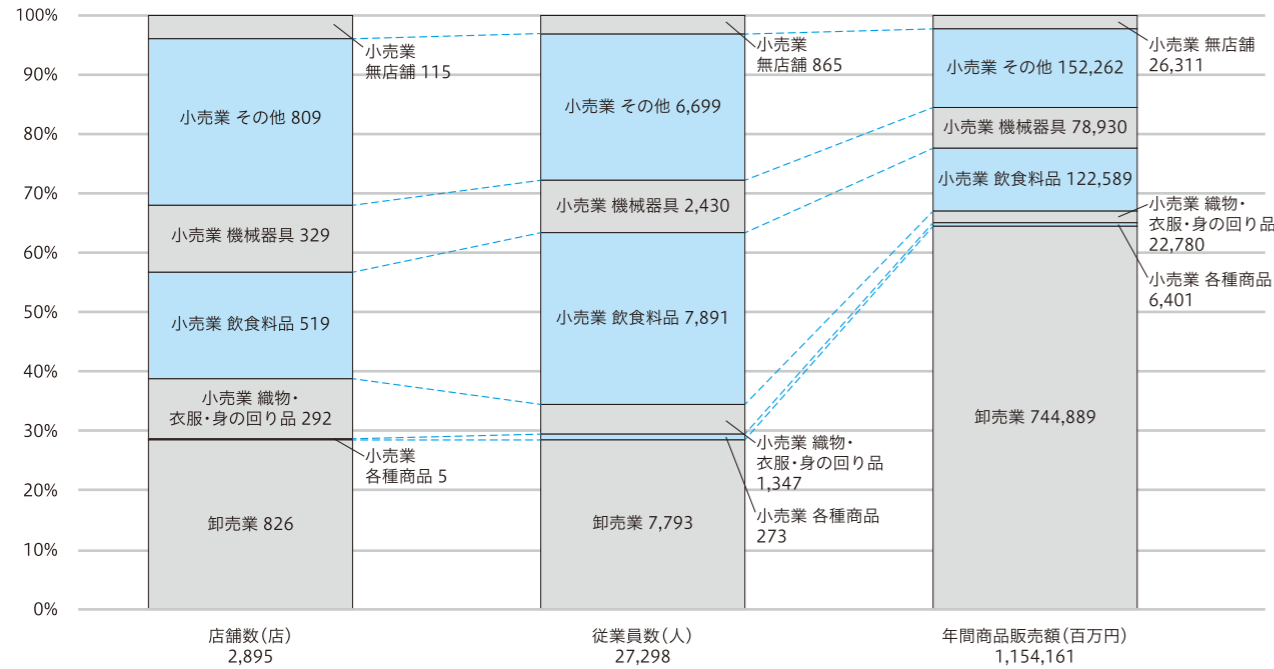 100%
90%
80%
70%
60%
50%
40%
30%
20%
10%
0%
小売業
無店舗 115
小売業 その他 809
小売業 機械器具 329
小売業 飲食料品 519
小売業 織物・
衣服・身の回り品 292
小売業
各種商品 5
卸売業 826
店舗数(店)
2,895
小売業
無店舗 865
小売業 その他 6,699
小売業 機械器具 2,430
小売業 飲食料品 7,891
小売業 織物・
衣服・身の回り品
1,347
小売業 各種商品
273
卸売業 7,793
従業員数(人)
27,298
小売業 無店舗
26,311
小売業 その他 152,262
小売業 機械器具 78,930
小売業 飲食料品 122,589
小売業 織物・
衣服・身の回り品
22,780
小売業 各種商品
6,401
卸売業 744,889
年間商品販売額(百万円)
1,154,161